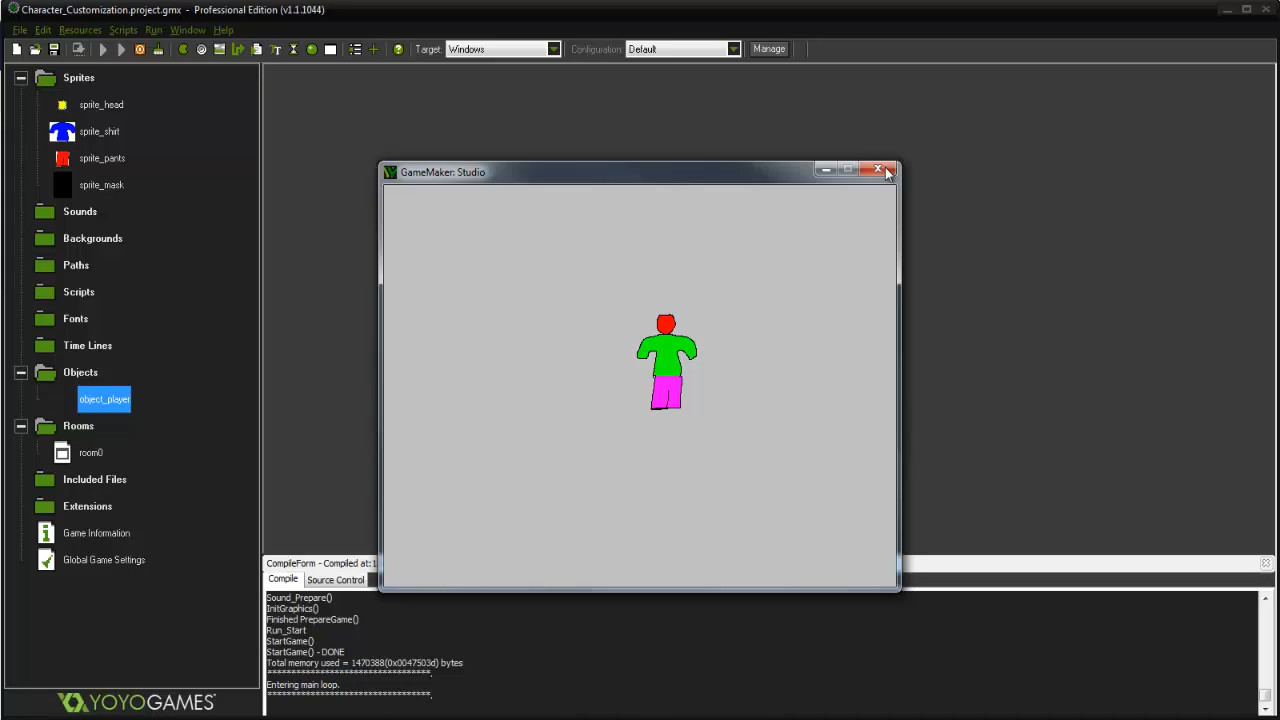 Character_Customization.project.gmx - Professional Edition (v1.1.1044)
File Edit Resources Scripts Run Window Help
Target: Windows Configuration: Default Manage
Sprites
sprite_head
sprite_shirt
sprite_pants
sprite_mask
Sounds
Backgrounds
Paths
Scripts
Fonts
Time Lines
Objects
object_player
Rooms
room0
Included Files
Extensions
Game Information
Global Game Settings
YOYOGAMES™
GameMaker: Studio
CompileForm - Compiled at:1
Compile Source Control
Sound_Prepare()
InitGraphics()
Finished PrepareGame()
Run_Start
StartGame()
StartGame() - DONE
Total memory used = 1470388(0x0047503d) bytes
**********************************.
Entering main loop.
**********************************.